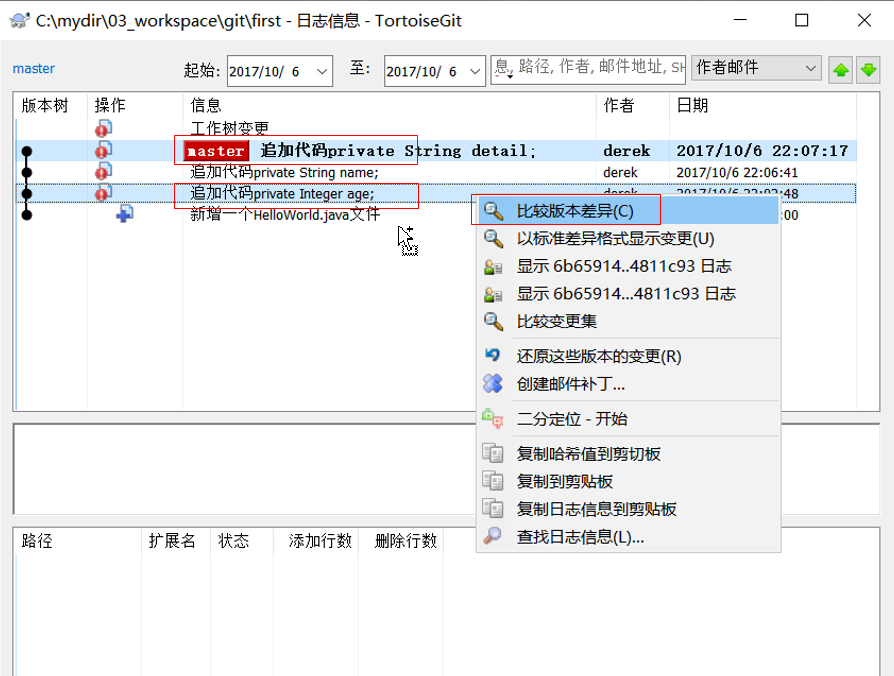 C:\mydir\03_workspace\git\first - 日志信息 - TortoiseGit
master 起始: 2017/10/ 6 至: 2017/10/ 6 息, 路径, 作者, 邮件地址, SH 作者邮件
版本树 操作 信息 作者 日期
工作树变更
master 追加代码private String detail; derek 2017/10/6 22:07:17
追加代码private String name; derek 2017/10/6 22:06:41
追加代码private Integer age; derek 2017/10/6 22:02:48
新增一个HelloWorld.java文件 :00
比较版本差异(C)
以标准差异格式显示变更(U)
显示 6b65914..4811c93 日志
显示 6b65914...4811c93 日志
比较变更集
还原这些版本的变更(R)
创建邮件补丁...
二分定位 - 开始
复制哈希值到剪切板
复制到剪贴板
复制日志信息到剪贴板
查找日志信息(L)...
路径 扩展名 状态 添加行数 删除行数